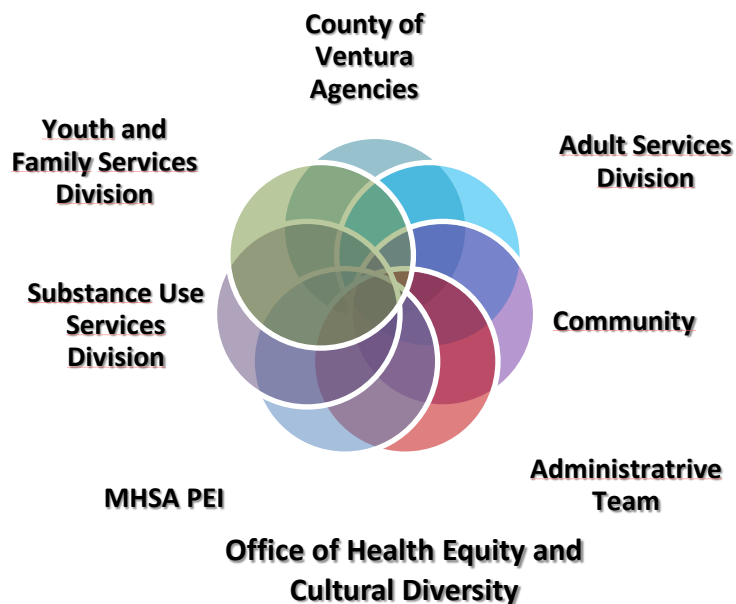 County of
Ventura
Agencies
Youth and
Family Services
Division
Adult Services
Division
Substance Use
Services
Division
Community
MHSA PEI
Administratrive
Team
Office of Health Equity and
Cultural Diversity